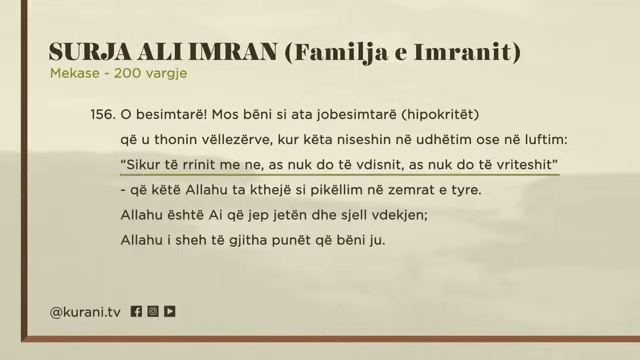 SURJA ALI IMRAN (Familja e Imranit)
Mekase - 200 vargje
156. O besimtarë! Mos bëni si ata jobesimtarë (hipokritët)
që u thonin vëllezërve, kur këta niseshin në udhëtim ose në luftim:
“Sikur të rrinit me ne, as nuk do të vdisnit, as nuk do të vriteshit”
- që këtë Allahu ta kthejë si pikëllim në zemrat e tyre.
Allahu është Ai që jep jetën dhe sjell vdekjen;
Allahu i sheh të gjitha punët që bëni ju.
@kurani.tv